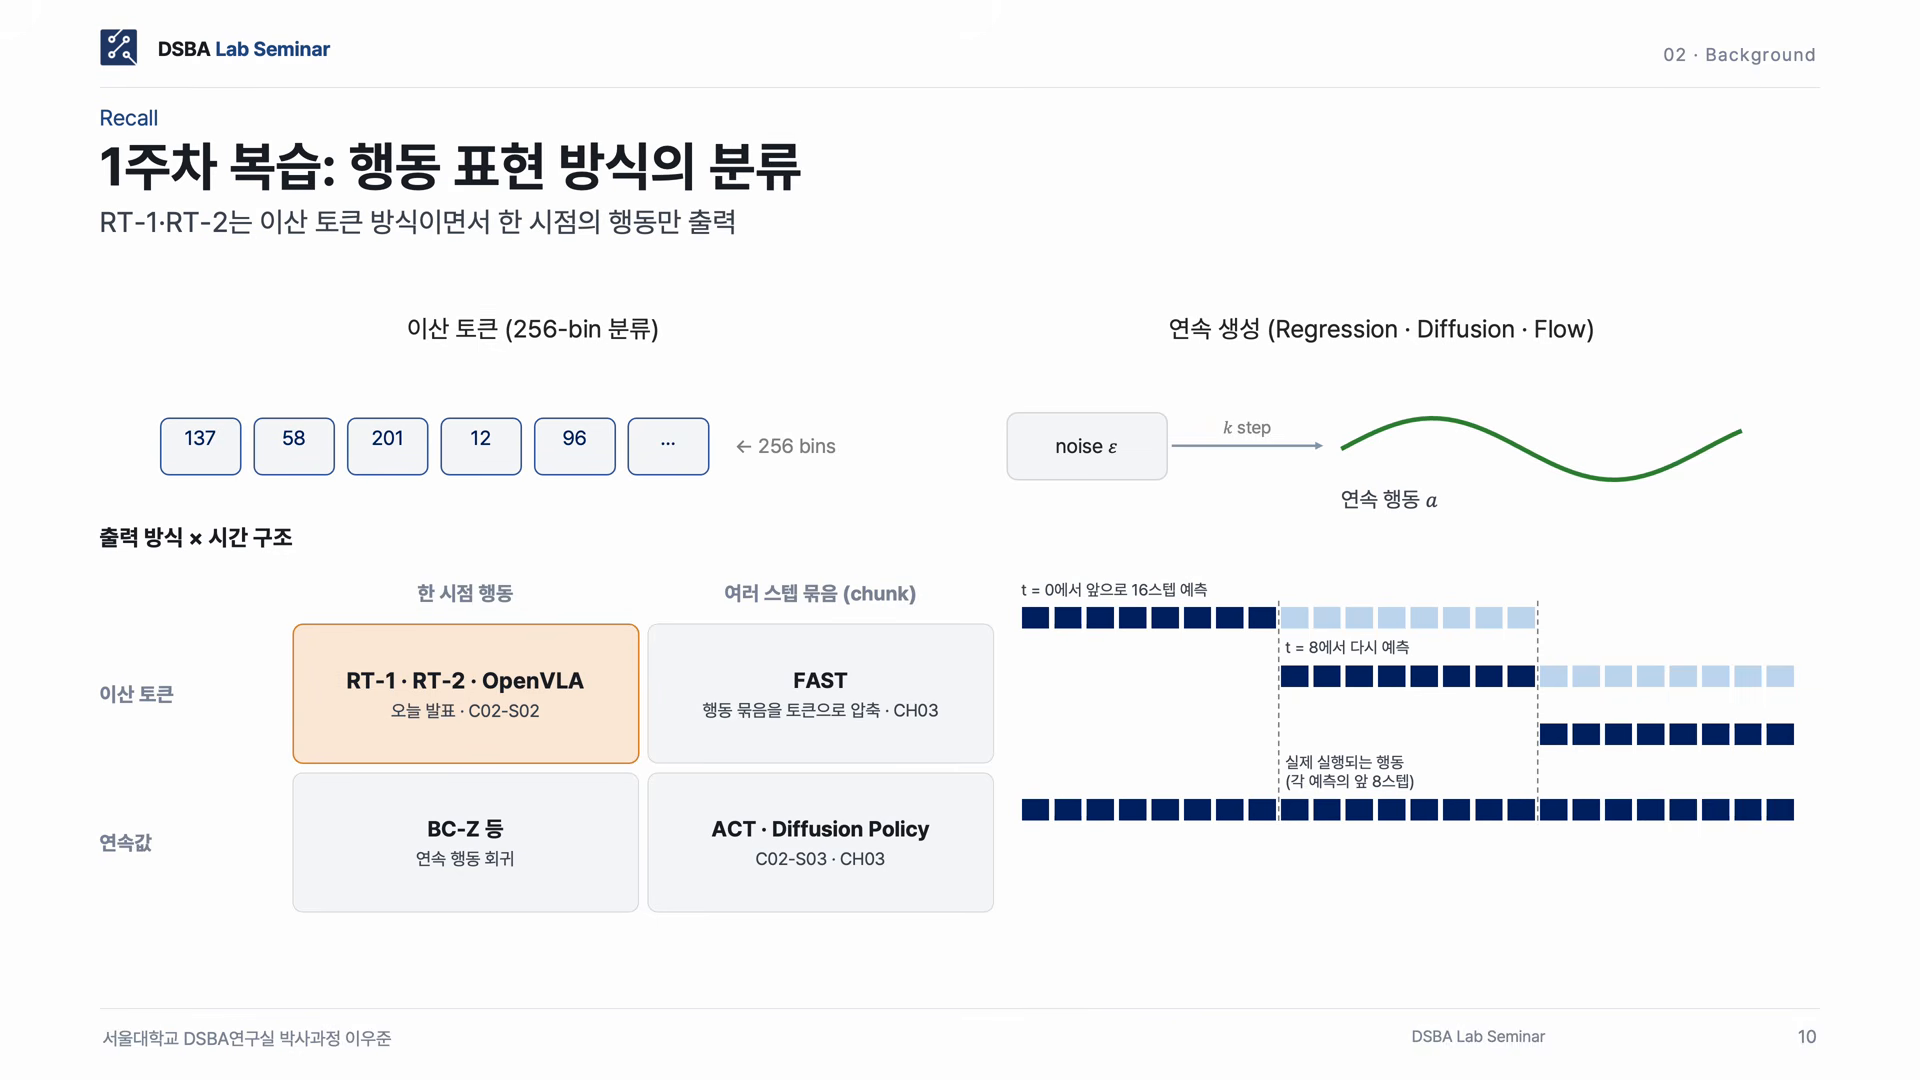 DSBA Lab Seminar
02 · Background
Recall
1주차 복습: 행동 표현 방식의 분류
RT-1·RT-2는 이산 토큰 방식이면서 한 시점의 행동만 출력
이산 토큰 (256-bin 분류)
137 58 201 12 96 ... ← 256 bins
연속 생성 (Regression · Diffusion · Flow)
noise ε
k step
연속 행동 a
출력 방식 × 시간 구조
한 시점 행동 여러 스텝 묶음 (chunk)
이산 토큰
RT-1 · RT-2 · OpenVLA
오늘 발표 · C02-S02
FAST
행동 묶음을 토큰으로 압축 · CH03
연속값
BC-Z 등
연속 행동 회귀
ACT · Diffusion Policy
C02-S03 · CH03
t = 0에서 앞으로 16스텝 예측
t = 8에서 다시 예측
실제 실행되는 행동
(각 예측의 앞 8스텝)
서울대학교 DSBA연구실 박사과정 이우준
DSBA Lab Seminar
10